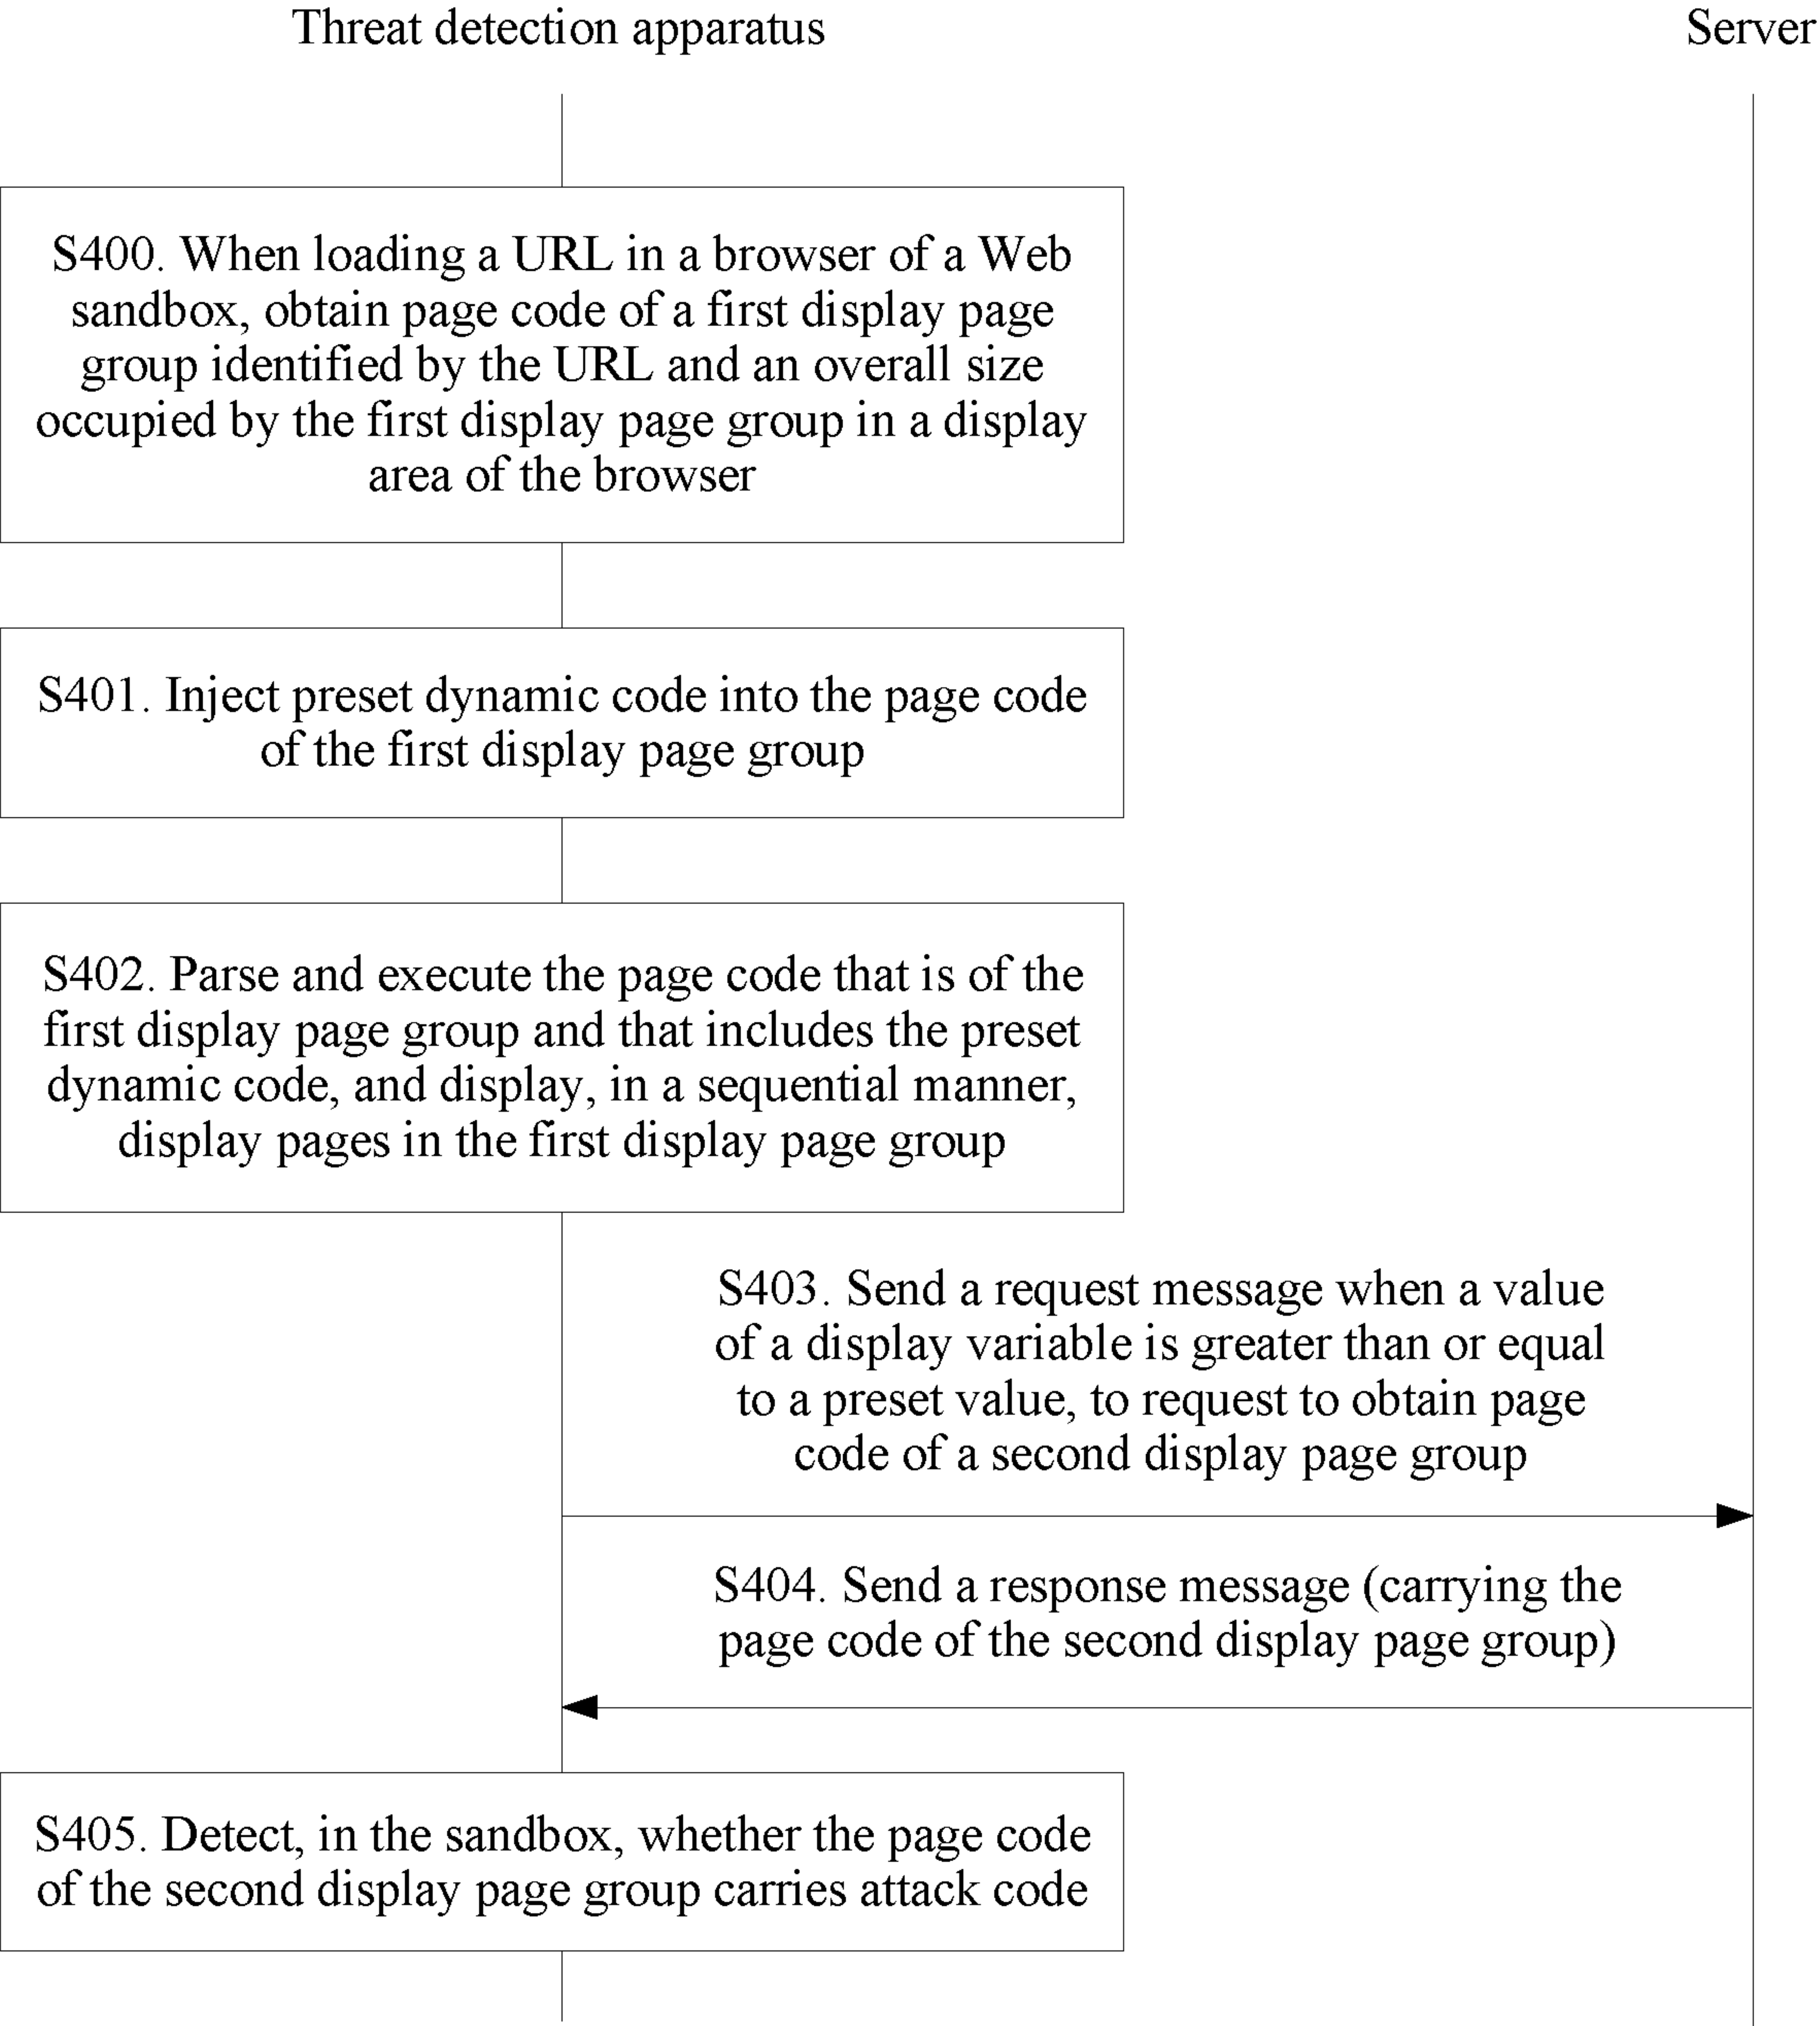 Threat detection apparatus
Server
S400. When loading a URL in a browser of a Web
sandbox, obtain page code of a first display page
group identified by the URL and an overall size
occupied by the first display page group in a display
area of the browser
S401. Inject preset dynamic code into the page code
of the first display page group
S402. Parse and execute the page code that is of the
first display page group and that includes the preset
dynamic code, and display, in a sequential manner,
display pages in the first display page group
S403. Send a request message when a value
of a display variable is greater than or equal
to a preset value, to request to obtain page
code of a second display page group
S404. Send a response message (carrying the
page code of the second display page group)
S405. Detect, in the sandbox, whether the page code
of the second display page group carries attack code